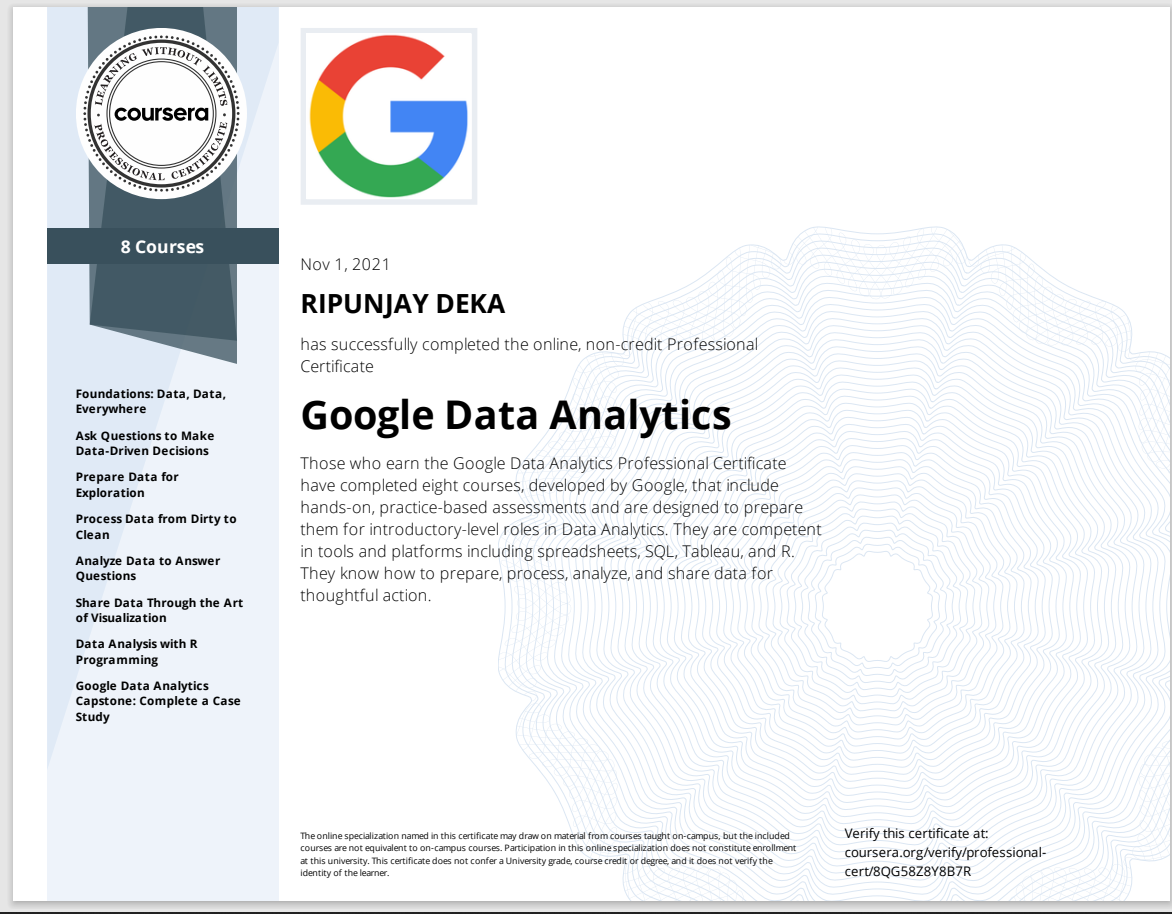 LEARNING WITHOUT LIMITS
coursera
PROFESSIONAL CERTIFICATE
8 Courses
Foundations: Data, Data,
Everywhere
Ask Questions to Make
Data-Driven Decisions
Prepare Data for
Exploration
Process Data from Dirty to
Clean
Analyze Data to Answer
Questions
Share Data Through the Art
of Visualization
Data Analysis with R
Programming
Google Data Analytics
Capstone: Complete a Case
Study
G
Nov 1, 2021
RIPUNJAY DEKA
has successfully completed the online, non-credit Professional
Certificate
Google Data Analytics
Those who earn the Google Data Analytics Professional Certificate
have completed eight courses, developed by Google, that include
hands-on, practice-based assessments and are designed to prepare
them for introductory-level roles in Data Analytics. They are competent
in tools and platforms including spreadsheets, SQL, Tableau, and R.
They know how to prepare, process, analyze, and share data for
thoughtful action.
The online specialization named in this certificate may draw on material from courses taught on-campus, but the included
courses are not equivalent to on-campus courses. Participation in this online specialization does not constitute enrollment
at this university. This certificate does not confer a University grade, course credit or degree, and it does not verify the
identity of the learner.
Verify this certificate at:
coursera.org/verify/professional-
cert/8QG58Z8Y8B7R